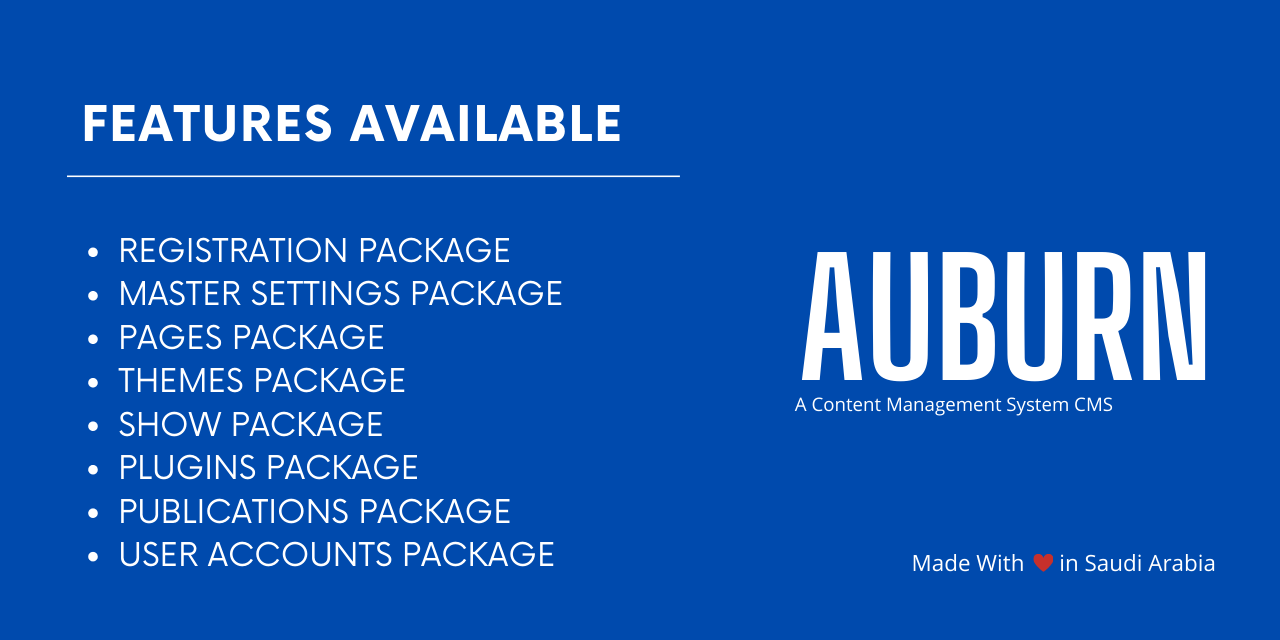 FEATURES AVAILABLE
• REGISTRATION PACKAGE
• MASTER SETTINGS PACKAGE
• PAGES PACKAGE
• THEMES PACKAGE
• SHOW PACKAGE
• PLUGINS PACKAGE
• PUBLICATIONS PACKAGE
• USER ACCOUNTS PACKAGE
AUBURN
A Content Management System CMS
Made With ❤ in Saudi Arabia